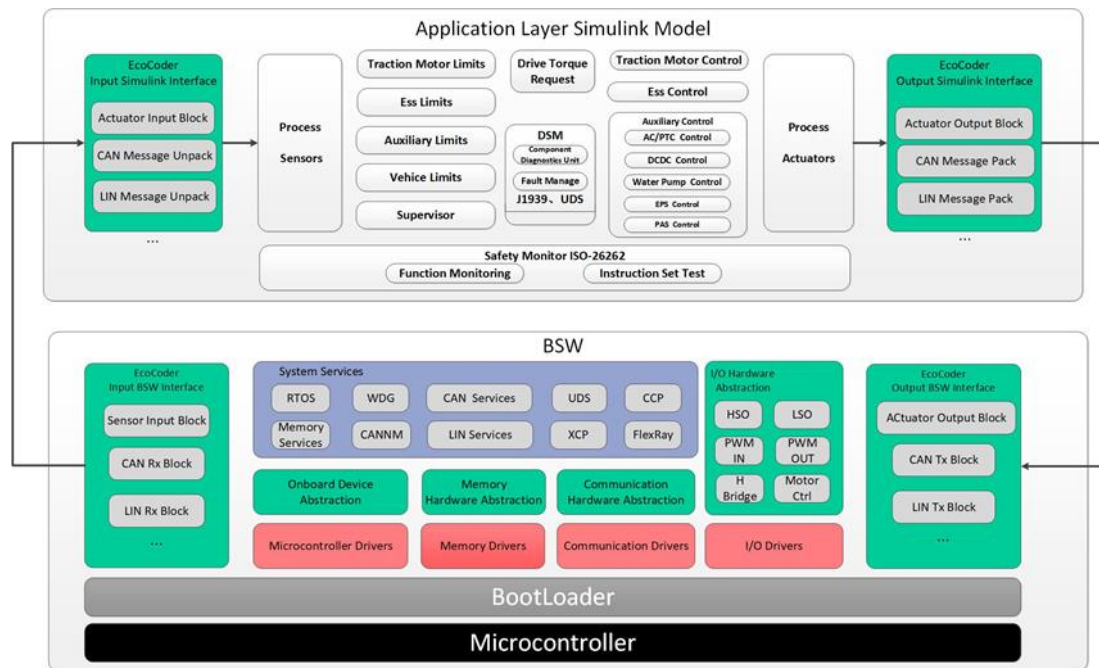 Application Layer Simulink Model
EcoCoder
Input Simulink Interface
Actuator Input Block
CAN Message Unpack
LIN Message Unpack
...
Process
Sensors
Traction Motor Limits
Ess Limits
Auxiliary Limits
Vehice Limits
Supervisor
Drive Torque
Request
DSM
Component
Diagnostics Unit
Fault Manage
J1939、UDS
Traction Motor Control
Ess Control
Auxiliary Control
AC/PTC Control
DCDC Control
Water Pump Control
EPS Control
PAS Control
Process
Actuators
EcoCoder
Output Simulink Interface
Actuator Output Block
CAN Message Pack
LIN Message Pack
...
Safety Monitor ISO-26262
Function Monitoring
Instruction Set Test
BSW
EcoCoder
Input BSW Interface
Sensor Input Block
CAN Rx Block
LIN Rx Block
...
System Services
RTOS
WDG
CAN Services
UDS
CCP
Memory
Services
CANNM
LIN Services
XCP
FlexRay
I/O Hardware
Abstraction
HSO
LSO
PWM
IN
PWM
OUT
H
Bridge
Motor
Ctrl
EcoCoder
Output BSW Interface
ACtuator Output Block
CAN Tx Block
LIN Tx Block
...
Onboard Device
Abstraction
Memory
Hardware Abstraction
Communication
Hardware Abstraction
Microcontroller Drivers
Memory Drivers
Communication Drivers
I/O Drivers
BootLoader
Microcontroller